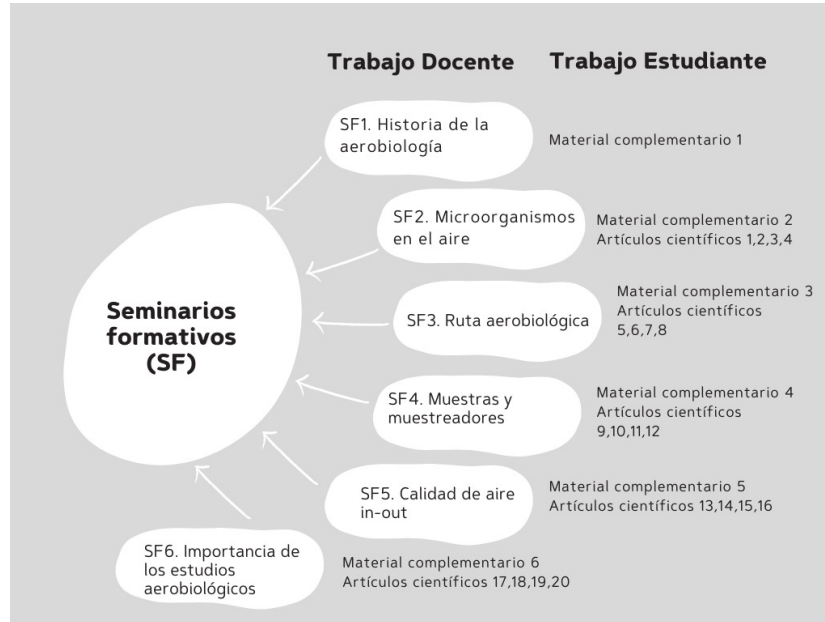 Trabajo Docente
Trabajo Estudiante
SF1. Historia de la
aerobiología
Material complementario 1
SF2. Microorganismos
en el aire
Material complementario 2
Artículos científicos 1,2,3,4
Seminarios
formativos
(SF)
SF3. Ruta aerobiológica
Material complementario 3
Artículos científicos
5,6,7,8
SF4. Muestras y
muestreadores
Material complementario 4
Artículos científicos
9,10,11,12
SF5. Calidad de aire
in-out
Material complementario 5
Artículos científicos 13,14,15,16
SF6. Importancia de
los estudios
aerobiológicos
Material complementario 6
Artículos científicos 17,18,19,20